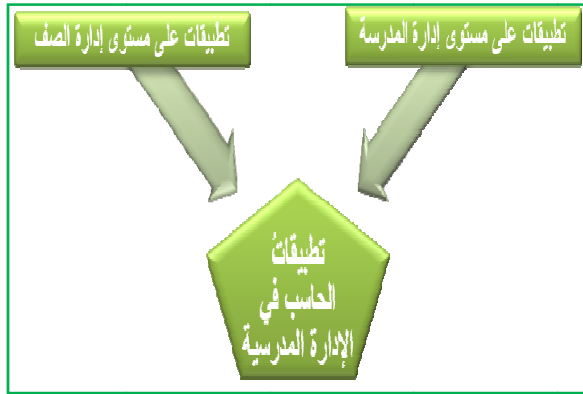 تطبيقات على مستوى إدارة المدرسة
تطبيقات على مستوى إدارة الصف
تطبيقاتُ
الحاسب في
الإدارة المدرسية